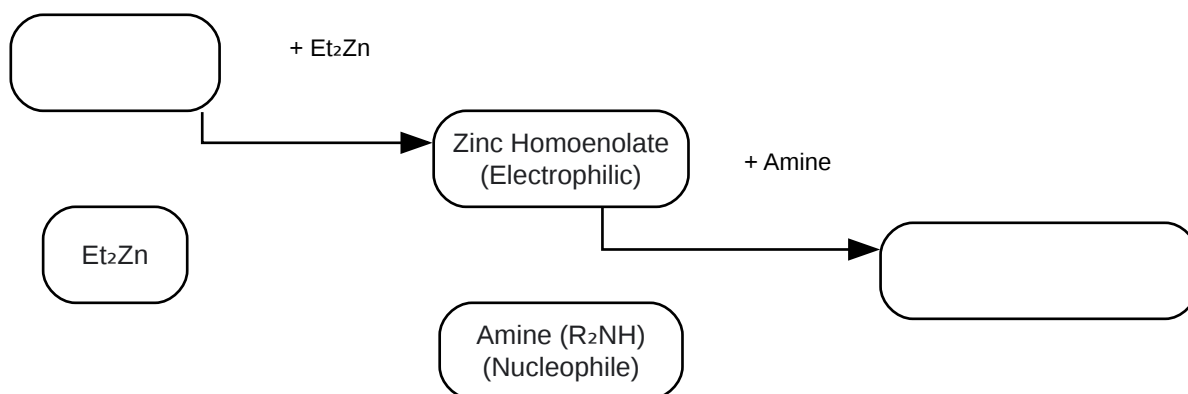 + Et₂Zn
Zinc Homoenolate
(Electrophilic)
+ Amine
Et₂Zn
Amine (R₂NH)
(Nucleophile)